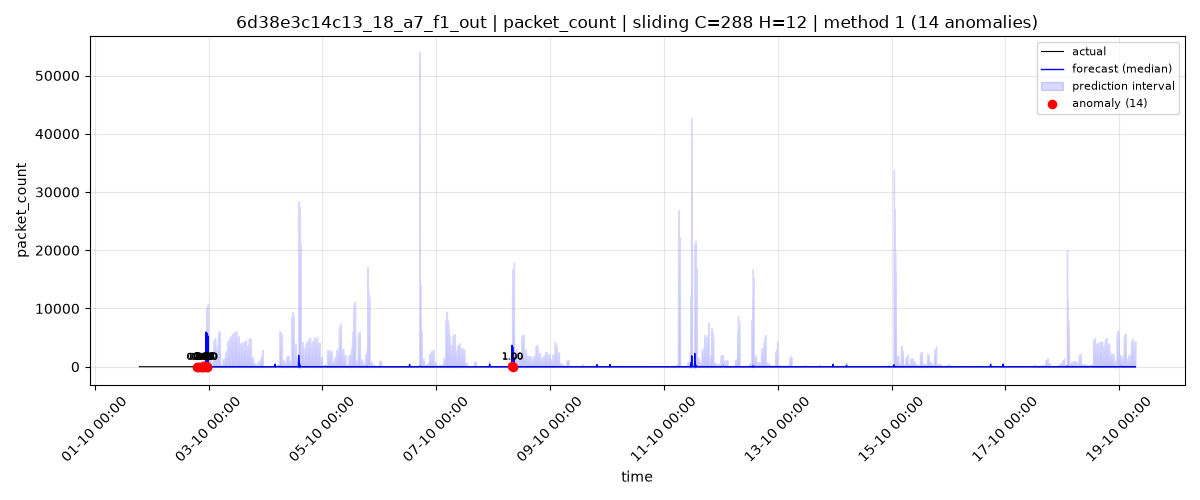 6d38e3c14c13_18_a7_f1_out | packet_count | sliding C=288 H=12 | method 1 (14 anomalies)
actual
forecast (median)
prediction interval
anomaly (14)
packet_count
50000
40000
30000
20000
10000
0
1.00
01-10 00:00
03-10 00:00
05-10 00:00
07-10 00:00
09-10 00:00
11-10 00:00
13-10 00:00
15-10 00:00
17-10 00:00
19-10 00:00
time